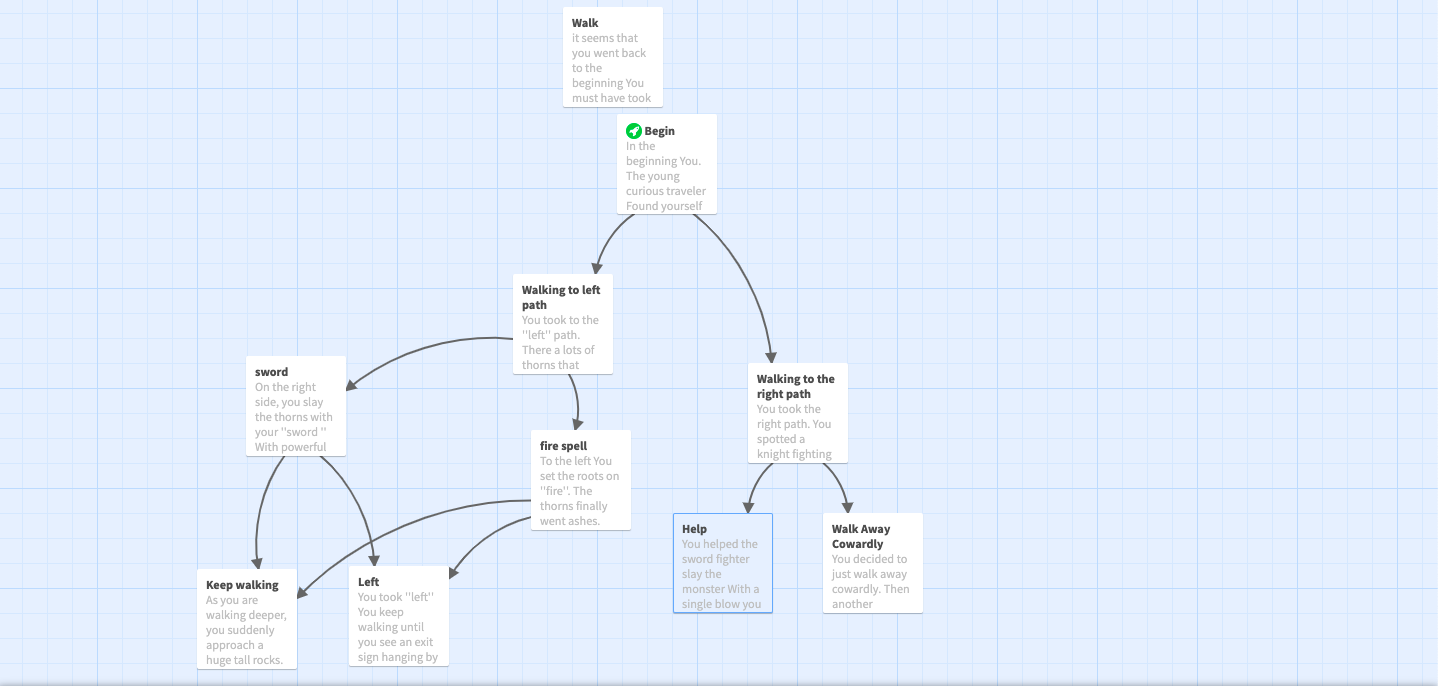 Walk
it seems that
you went back
to the
beginning You
must have took
Begin
In the
beginning You.
The young
curious traveler
Found yourself
Walking to left
path
You took to the
"left" path.
There a lots of
thorns that
sword
On the right
side, you slay
the thorns with
your "sword "
With powerful
Walking to the
right path
You took the
right path. You
spotted a
knight fighting
fire spell
To the left You
set the roots on
"fire". The
thorns finally
went ashes.
Help
You helped the
sword fighter
slay the
monster With a
single blow you
Walk Away
Cowardly
You decided to
just walk away
cowardly. Then
another
Keep walking
As you are
walking deeper,
you suddenly
approach a
huge tall rocks.
Left
You took "left"
You keep
walking until
you see an exit
sign hanging by